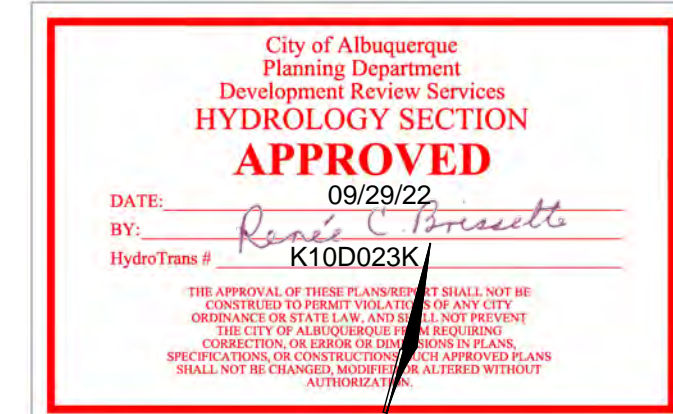 City of Albuquerque
Planning Department
Development Review Services
HYDROLOGY SECTION
APPROVED
DATE: 09/29/22
BY: Renée C. Brissette
HydroTrans # K10D023K
THE APPROVAL OF THESE PLANS/REPORT SHALL NOT BE
CONSTRUED TO PERMIT VIOLATIONS OF ANY CITY
ORDINANCE OR STATE LAW, AND SHALL NOT PREVENT
THE CITY OF ALBUQUERQUE FROM REQUIRING
CORRECTION, OR ERROR OR DIMENSIONS IN PLANS,
SPECIFICATIONS, OR CONSTRUCTIONS. SUCH APPROVED PLANS
SHALL NOT BE CHANGED, MODIFIED OR ALTERED WITHOUT
AUTHORIZATION.